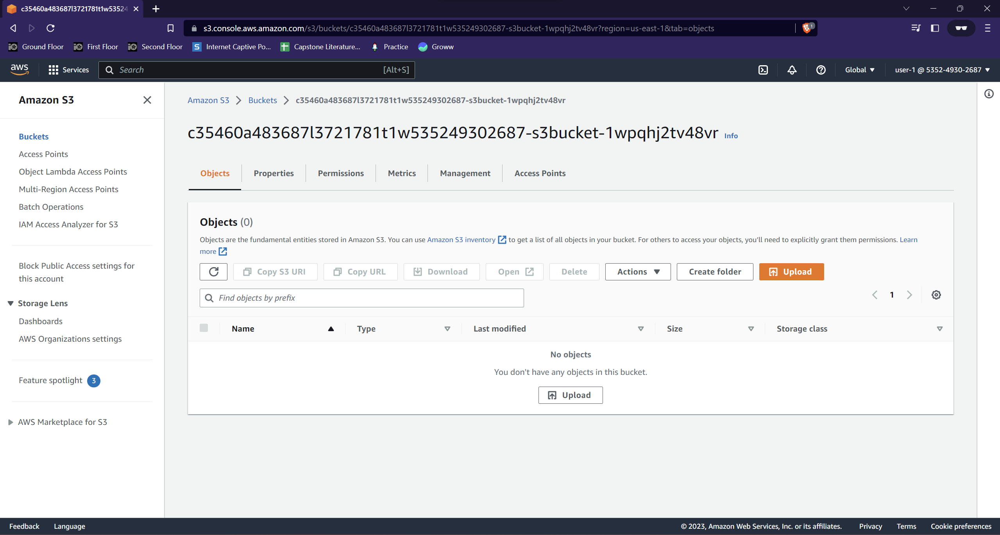 c35460a483687l3721781t1w53524
s3.console.aws.amazon.com/s3/buckets/c35460a483687l3721781t1w535249302687-s3bucket-1wpqhj2tv48vr?region=us-east-1&tab=objects
1
Ground Floor First Floor Second Floor Internet Captive Po... Capstone Literature... Practice Groww
aws Services Search [Alt+S] Global user-1 @ 5352-4930-2687
Amazon S3
Buckets
Access Points
Object Lambda Access Points
Multi-Region Access Points
Batch Operations
IAM Access Analyzer for S3
Block Public Access settings for
this account
Storage Lens
Dashboards
AWS Organizations settings
Feature spotlight 3
AWS Marketplace for S3
Amazon S3 Buckets c35460a483687l3721781t1w535249302687-s3bucket-1wpqhj2tv48vr
c35460a483687l3721781t1w535249302687-s3bucket-1wpqhj2tv48vr Info
Objects Properties Permissions Metrics Management Access Points
Objects (0)
Objects are the fundamental entities stored in Amazon S3. You can use Amazon S3 inventory to get a list of all objects in your bucket. For others to access your objects, you’ll need to explicitly grant them permissions. Learn
more
Copy S3 URI Copy URL Download Open Delete Actions Create folder Upload
Find objects by prefix
1
Name Type Last modified Size Storage class
No objects
You don't have any objects in this bucket.
Upload
Feedback Language © 2023, Amazon Web Services, Inc. or its affiliates. Privacy Terms Cookie preferences